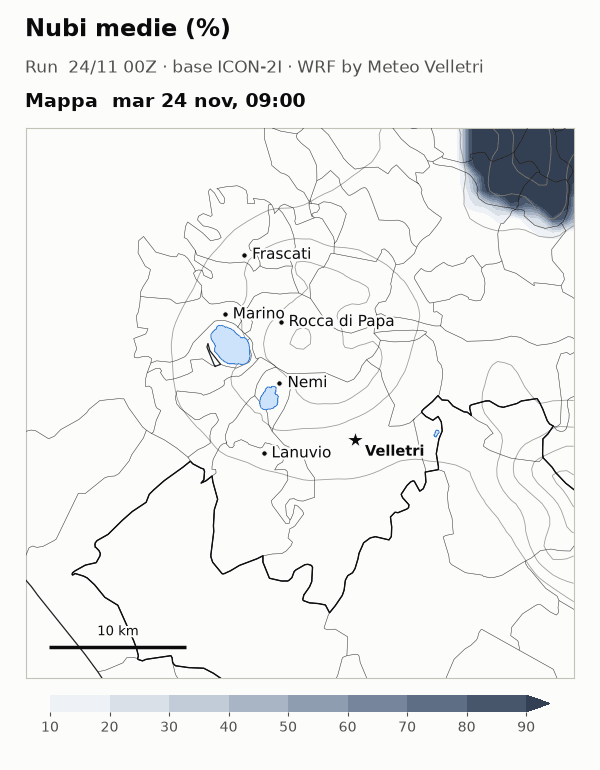 Nubi medie (%)
Run 24/11 00Z · base ICON-2I · WRF by Meteo Velletri
Mappa mar 24 nov, 09:00
Frascati
Marino
Rocca di Papa
Nemi
Lanuvio
Velletri
10 km
10 20 30 40 50 60 70 80 90